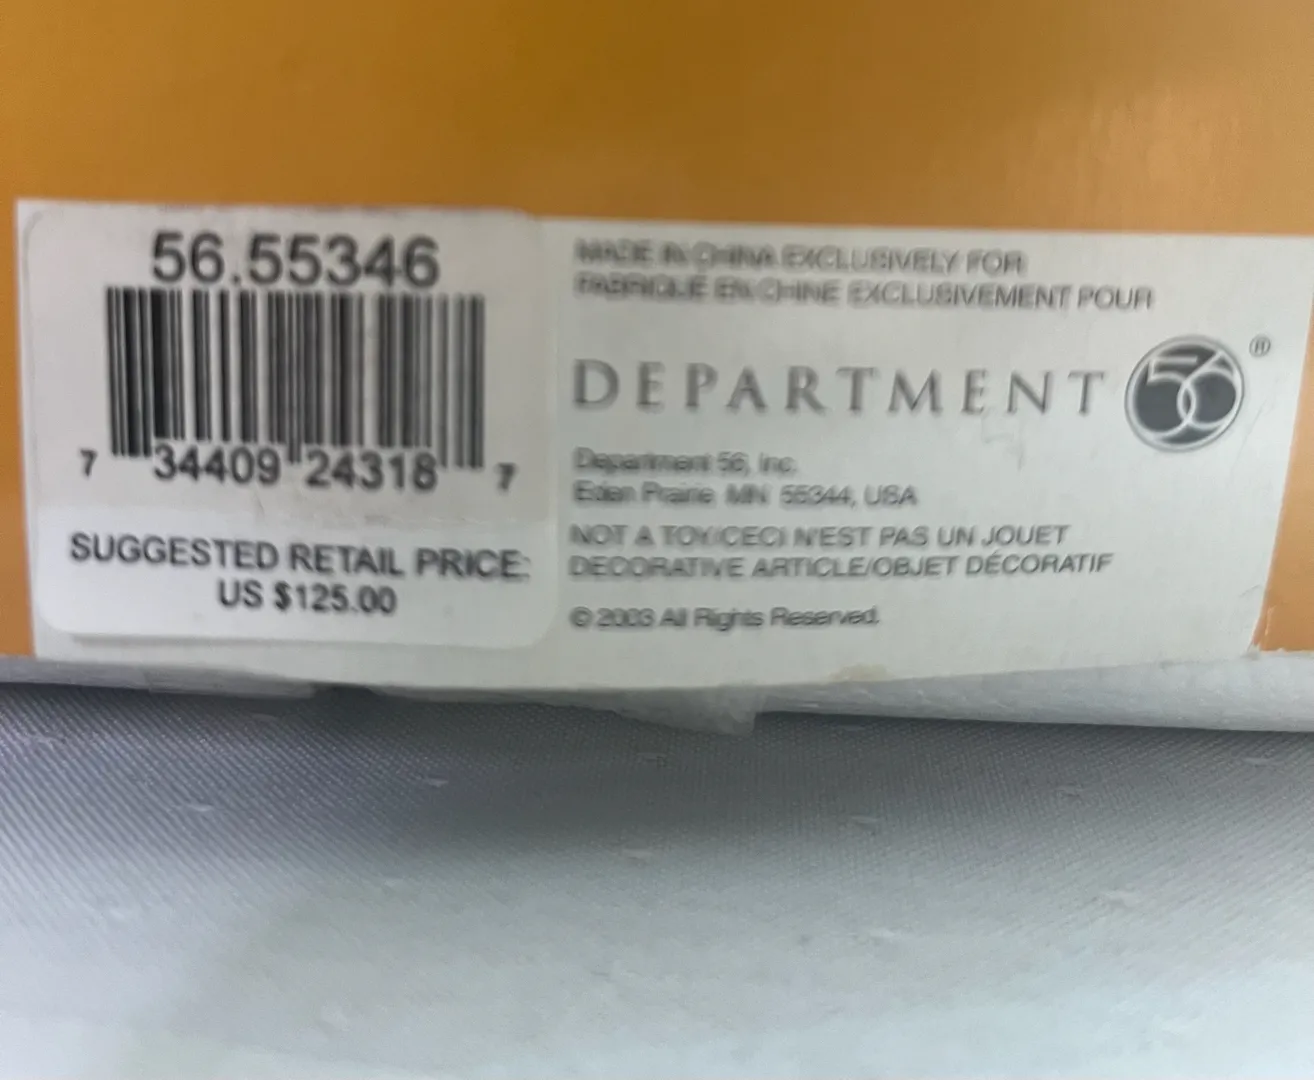 56.55346
7 34409 24318 7
SUGGESTED RETAIL PRICE:
US $125.00
MADE IN CHINA EXCLUSIVELY FOR
FABRIQUÉ EN CHINE EXCLUSIVEMENT POUR
DEPARTMENT 56 ®
Department 56, Inc.
Eden Prairie MN 55344, USA
NOT A TOY/CECI N'EST PAS UN JOUET
DECORATIVE ARTICLE/OBJET DÉCORATIF
© 2003 All Rights Reserved.